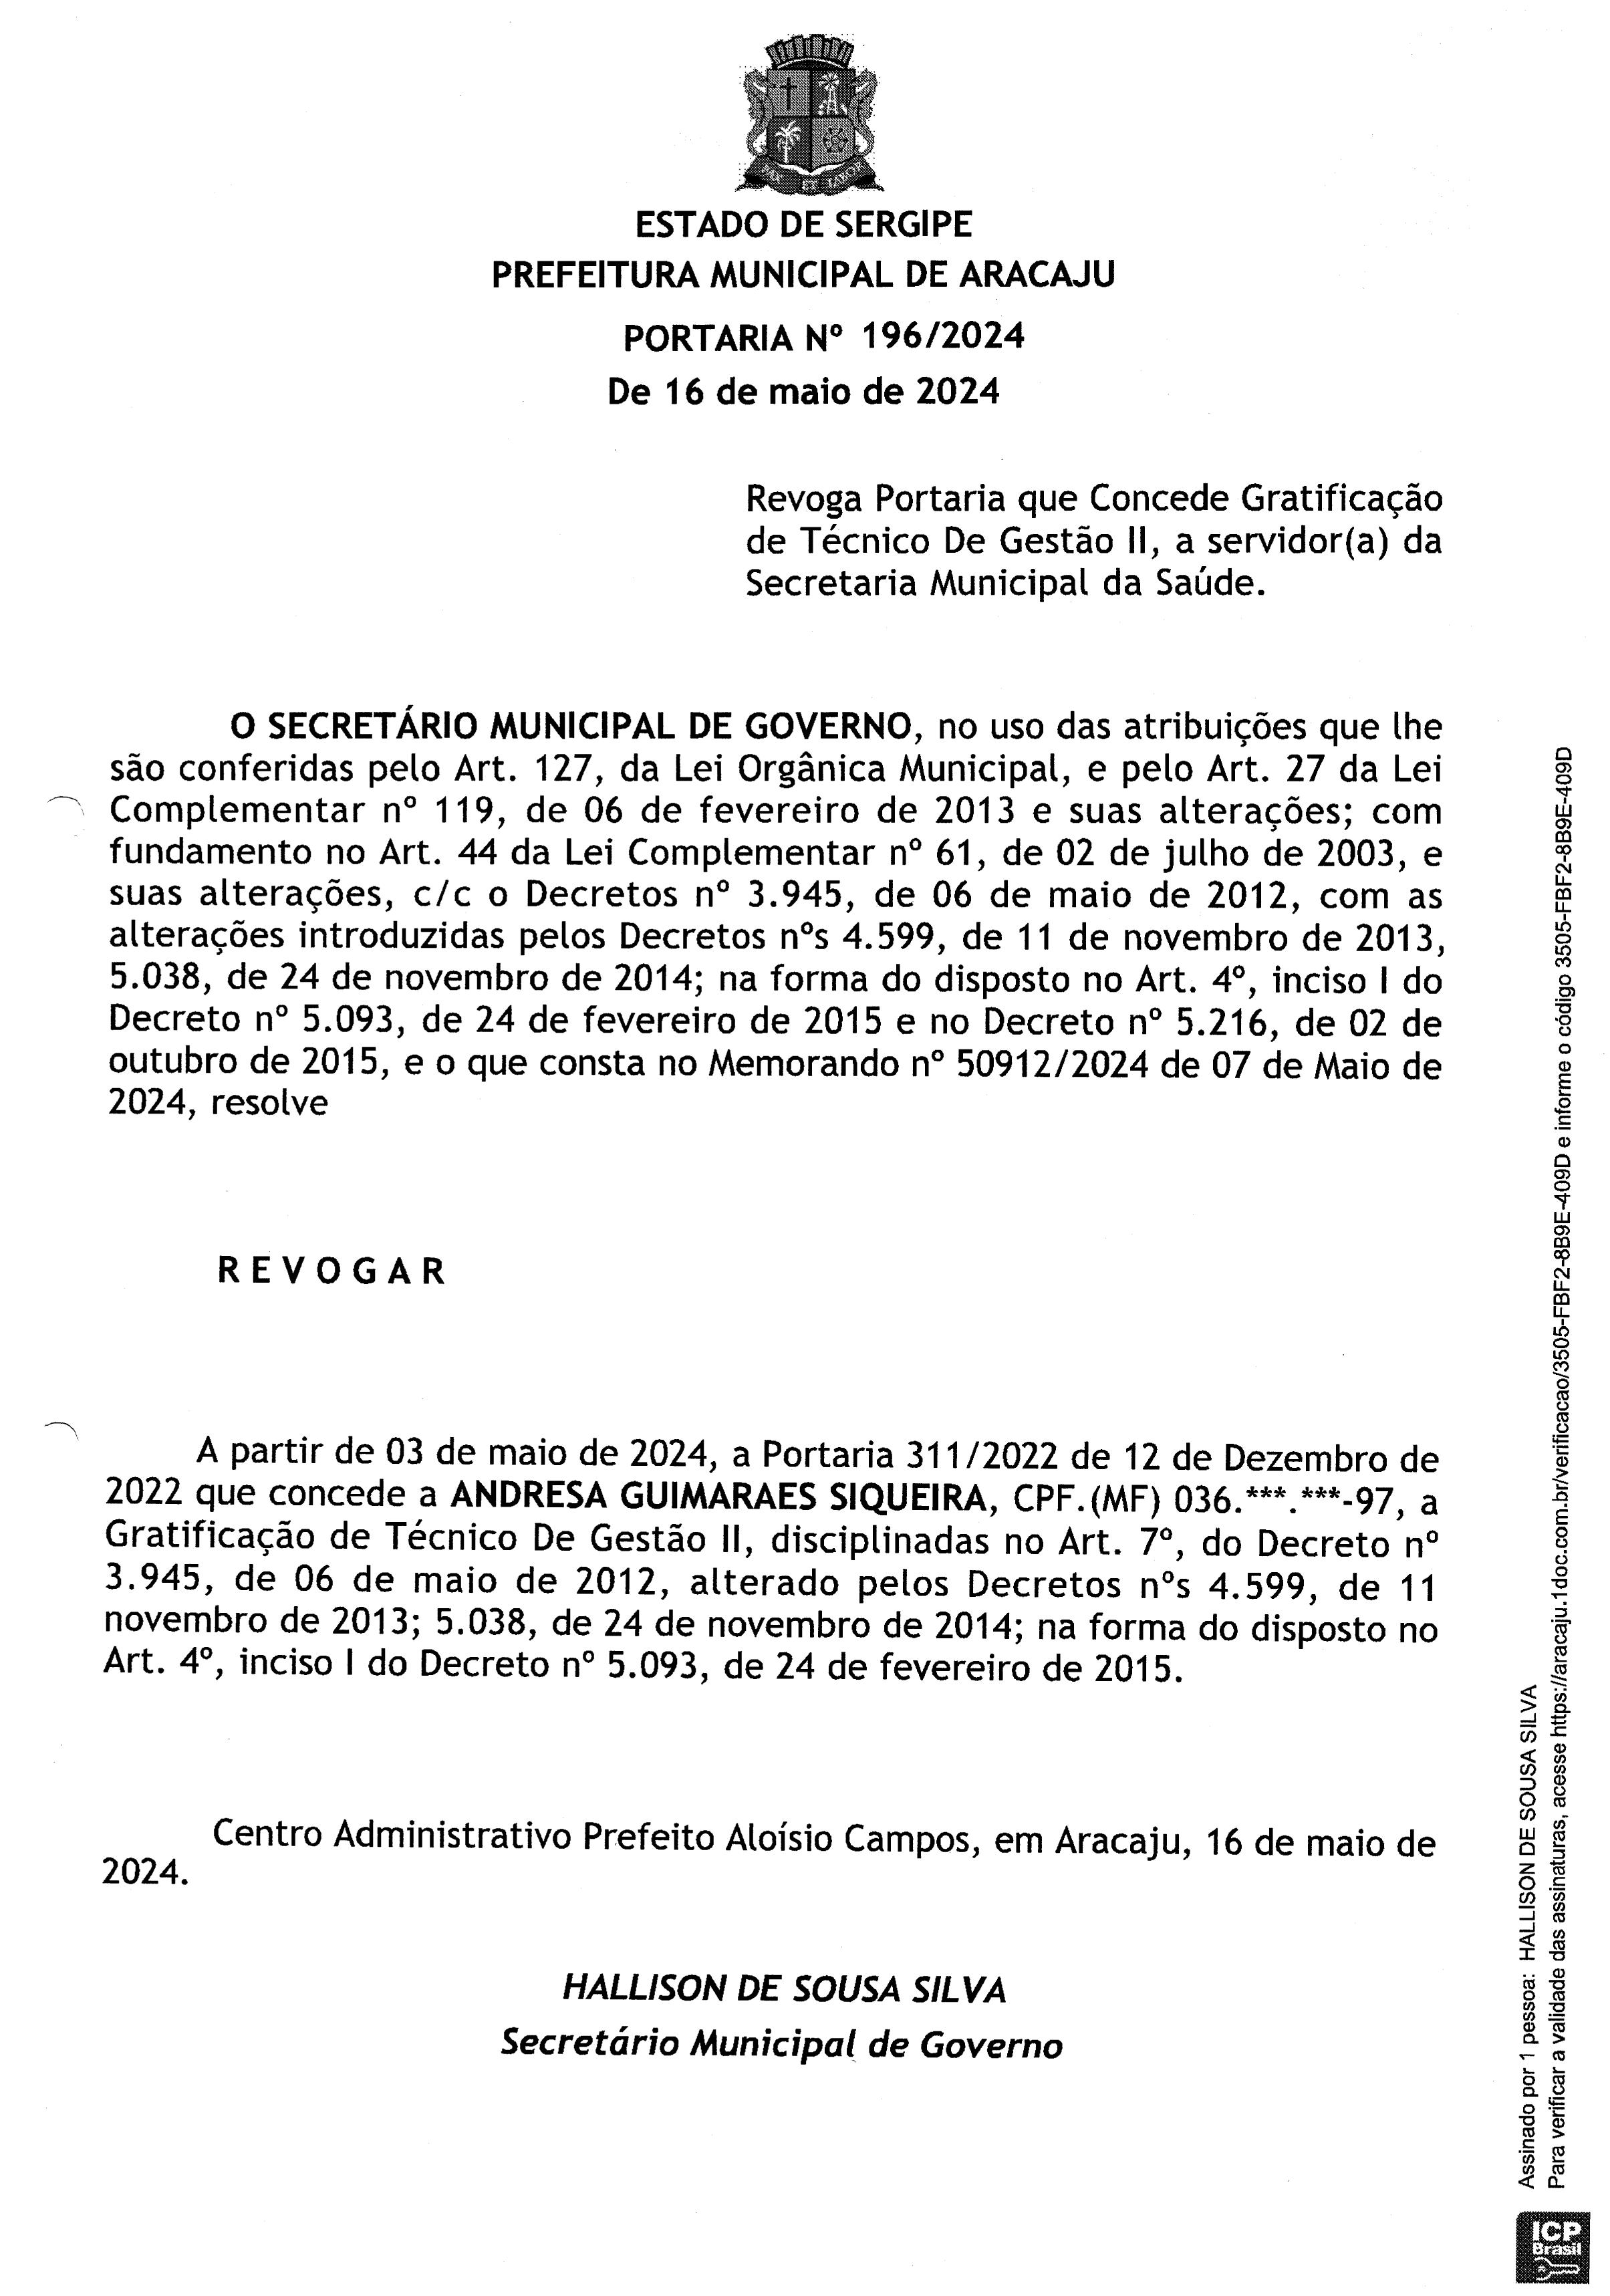 PAX ET LABOR
ESTADO DE SERGIPE
PREFEITURA MUNICIPAL DE ARACAJU
PORTARIA Nº 196/2024
De 16 de maio de 2024
Revoga Portaria que Concede Gratificação
de Técnico De Gestão II, a servidor(a) da
Secretaria Municipal da Saúde.
O SECRETÁRIO MUNICIPAL DE GOVERNO, no uso das atribuições que lhe
são conferidas pelo Art. 127, da Lei Orgânica Municipal, e pelo Art. 27 da Lei
Complementar nº 119, de 06 de fevereiro de 2013 e suas alterações; com
fundamento no Art. 44 da Lei Complementar nº 61, de 02 de julho de 2003, e
suas alterações, c/c o Decretos nº 3.945, de 06 de maio de 2012, com as
alterações introduzidas pelos Decretos nºs 4.599, de 11 de novembro de 2013,
5.038, de 24 de novembro de 2014; na forma do disposto no Art. 4º, inciso I do
Decreto nº 5.093, de 24 de fevereiro de 2015 e no Decreto nº 5.216, de 02 de
outubro de 2015, e o que consta no Memorando nº 50912/2024 de 07 de Maio de
2024, resolve
R E V O G A R
A partir de 03 de maio de 2024, a Portaria 311/2022 de 12 de Dezembro de
2022 que concede a ANDRESA GUIMARAES SIQUEIRA, CPF.(MF) 036.***.***-97, a
Gratificação de Técnico De Gestão II, disciplinadas no Art. 7º, do Decreto nº
3.945, de 06 de maio de 2012, alterado pelos Decretos nºs 4.599, de 11
novembro de 2013; 5.038, de 24 de novembro de 2014; na forma do disposto no
Art. 4º, inciso I do Decreto nº 5.093, de 24 de fevereiro de 2015.
Centro Administrativo Prefeito Aloísio Campos, em Aracaju, 16 de maio de
2024.
HALLISON DE SOUSA SILVA
Secretário Municipal de Governo
Assinado por 1 pessoa: HALLISON DE SOUSA SILVA
Para verificar a validade das assinaturas, acesse https://aracaju.1doc.com.br/verificacao/3505-FBF2-8B9E-409D e informe o código 3505-FBF2-8B9E-409D
ICP
Brasil